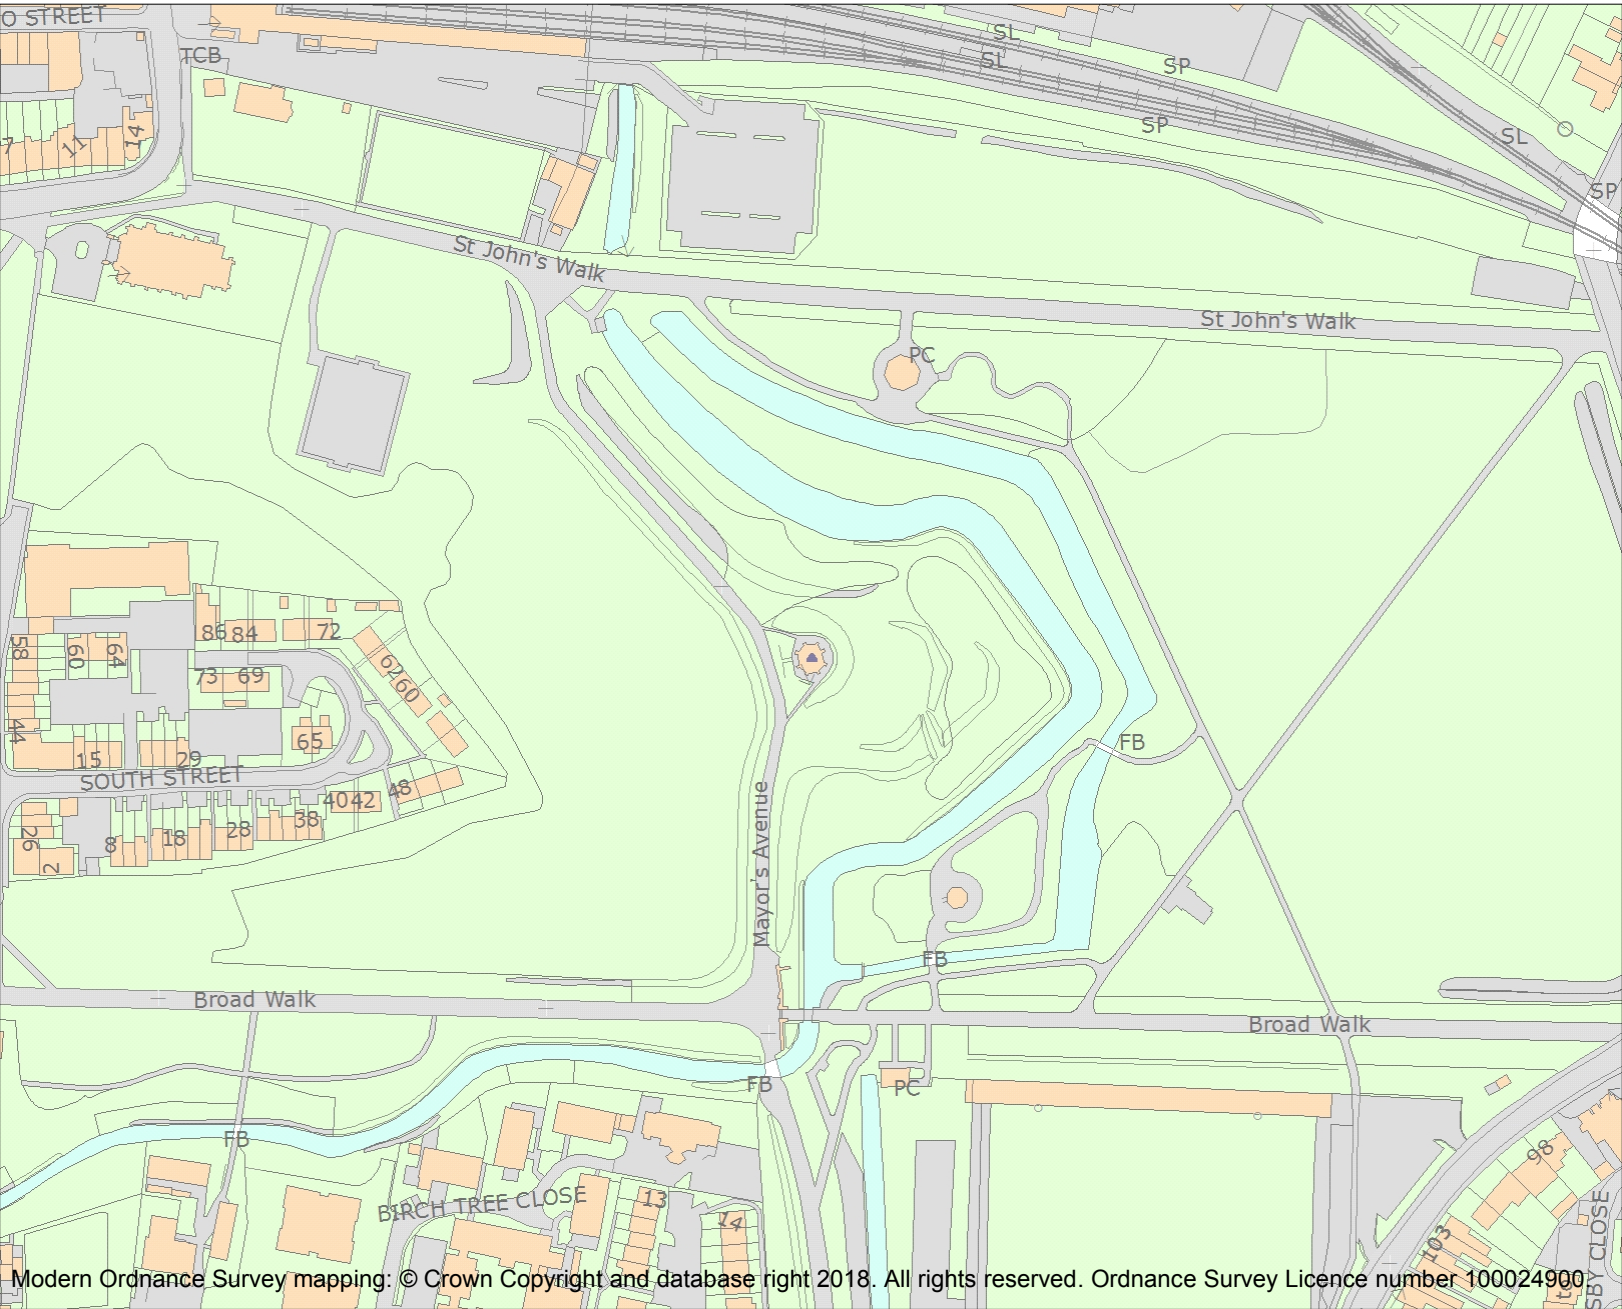 O STREET
TCB
SL
SL
SP
SP
SL
SP
7
11
14
St John's Walk
St John's Walk
PC
58
60
64
86
84
72
73
69
62
60
44
15
29
65
SOUTH STREET
FB
40
42
48
38
26
2
8
18
28
Mayor's Avenue
FB
Broad Walk
Broad Walk
FB
PC
FB
98
BIRCH TREE CLOSE
13
14
103
SBY CLOSE
Modern Ordnance Survey mapping: © Crown Copyright and database right 2018. All rights reserved. Ordnance Survey Licence number 100024900.